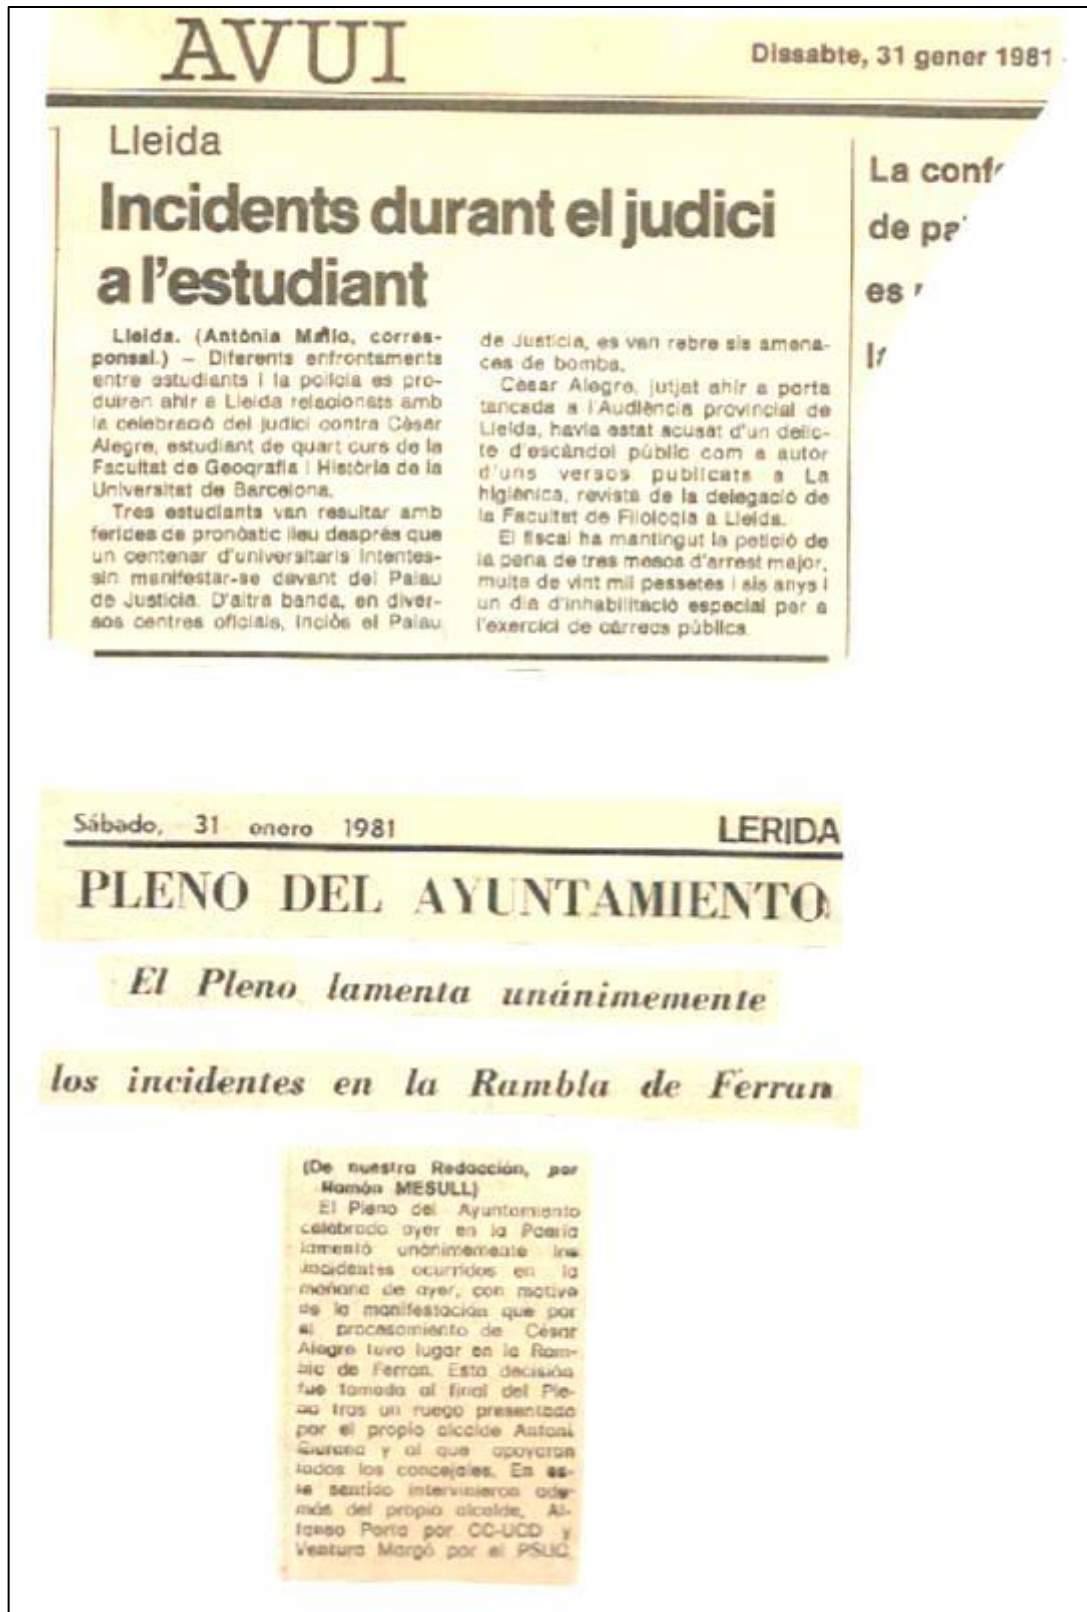 AVUI
Dissabte, 31 gener 1981
Lleida
Incidents durant el judici
a l'estudiant
Lleida. (Antònia corres-
ponsal.) — Diferents enfrontaments
entre estudiants i la policia es pro-
duïren ahir a Lleida relacionats amb
la celebració del judici contra Cèsar
Alegre, estudiant de quart curs de la
Facultat de Geografia i Història de la
Universitat de Barcelona.
Tres estudiants van resultar amb
ferides de pronòstic lleu després que
un centenar d'universitaris intentes-
sin manifestar-se davant del Palau
de Justícia. D'altra banda, en diver-
sos centres oficials, inclòs el Palau
de Justícia, es van rebre sis amena-
ces de bomba.
Cèsar Alegre, jutjat ahir a porta
tancada a l'Audiència provincial de
Lleida, havia estat acusat d'un delic-
te d'escàndol públic com a autor
d'uns versos publicats a La
higiènica, revista de la delegació de
la Facultat de Filologia a Lleida.
El fiscal ha mantingut la petició de
la pena de tres mesos d'arrest major,
multa de vint mil pessetes i sis anys i
un dia d'inhabilitació especial per a
l'exercici de càrrecs públics.
La conf
de pa
es
Sábado, 31 enero 1981
LERIDA
PLENO DEL AYUNTAMIENTO
El Pleno lamenta unánimemente
los incidentes en la Rambla de Ferran
(De nuestra Redacción, por
Ramón MESULL)
El Pleno del Ayuntamiento
celebrado ayer en la Paeria
lamentó unánimemente los
incidentes ocurridos en la
mañana de ayer, con motivo
de la manifestación que por
el procesamiento de César
Alegre tuvo lugar en la Ram-
bla de Ferran. Esta decisión
fue tomada al final del Ple-
no tras un ruego presentado
por el propio alcalde Antoni
Siurana y al que apoyaron
todos los concejales. En es-
te sentido intervinieron ade-
más del propio alcalde, Al-
fonso Porta por CC-UCD y
Ventura Margó por el PSUC.